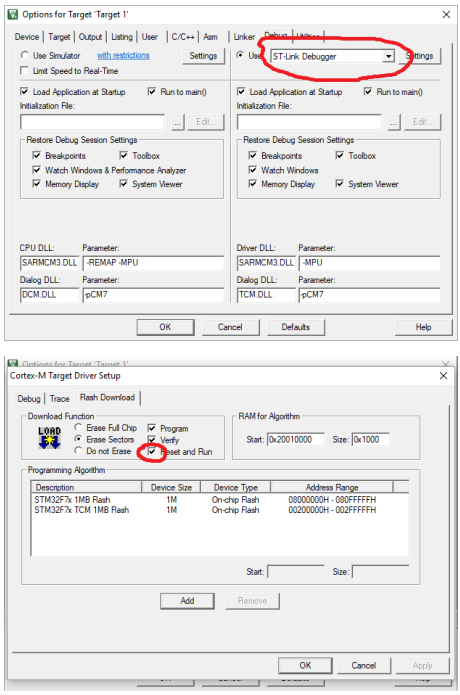 Options for Target 'Target 1'
Device Target Output Listing User C/C++ Asm Linker Debug Utilities
Use Simulator with restrictions Settings Use: ST-Link Debugger Settings
Limit Speed to Real-Time
Load Application at Startup Run to main() Load Application at Startup Run to main()
Initialization File: Initialization File:
... Edit... ... Edit...
Restore Debug Session Settings Restore Debug Session Settings
Breakpoints Toolbox Breakpoints Toolbox
Watch Windows & Performance Analyzer Watch Windows
Memory Display System Viewer Memory Display System Viewer
CPU DLL: Parameter: Driver DLL: Parameter:
SARMCM3.DLL -REMAP -MPU SARMCM3.DLL -MPU
Dialog DLL: Parameter: Dialog DLL: Parameter:
DCM.DLL -pCM7 TCM.DLL -pCM7
OK Cancel Defaults Help
Options for Target 'Target 1'
Cortex-M Target Driver Setup
Debug Trace Flash Download
Download Function RAM for Algorithm
LOAD Erase Full Chip Program
Erase Sectors Verify Start: 0x20010000 Size: 0x1000
Do not Erase Reset and Run
Programming Algorithm
Description Device Size Device Type Address Range
STM32F7x 1MB Flash 1M On-chip Flash 08000000H - 080FFFFFH
STM32F7x TCM 1MB Flash 1M On-chip Flash 00200000H - 002FFFFFH
Start: Size:
Add Remove
OK Cancel Apply